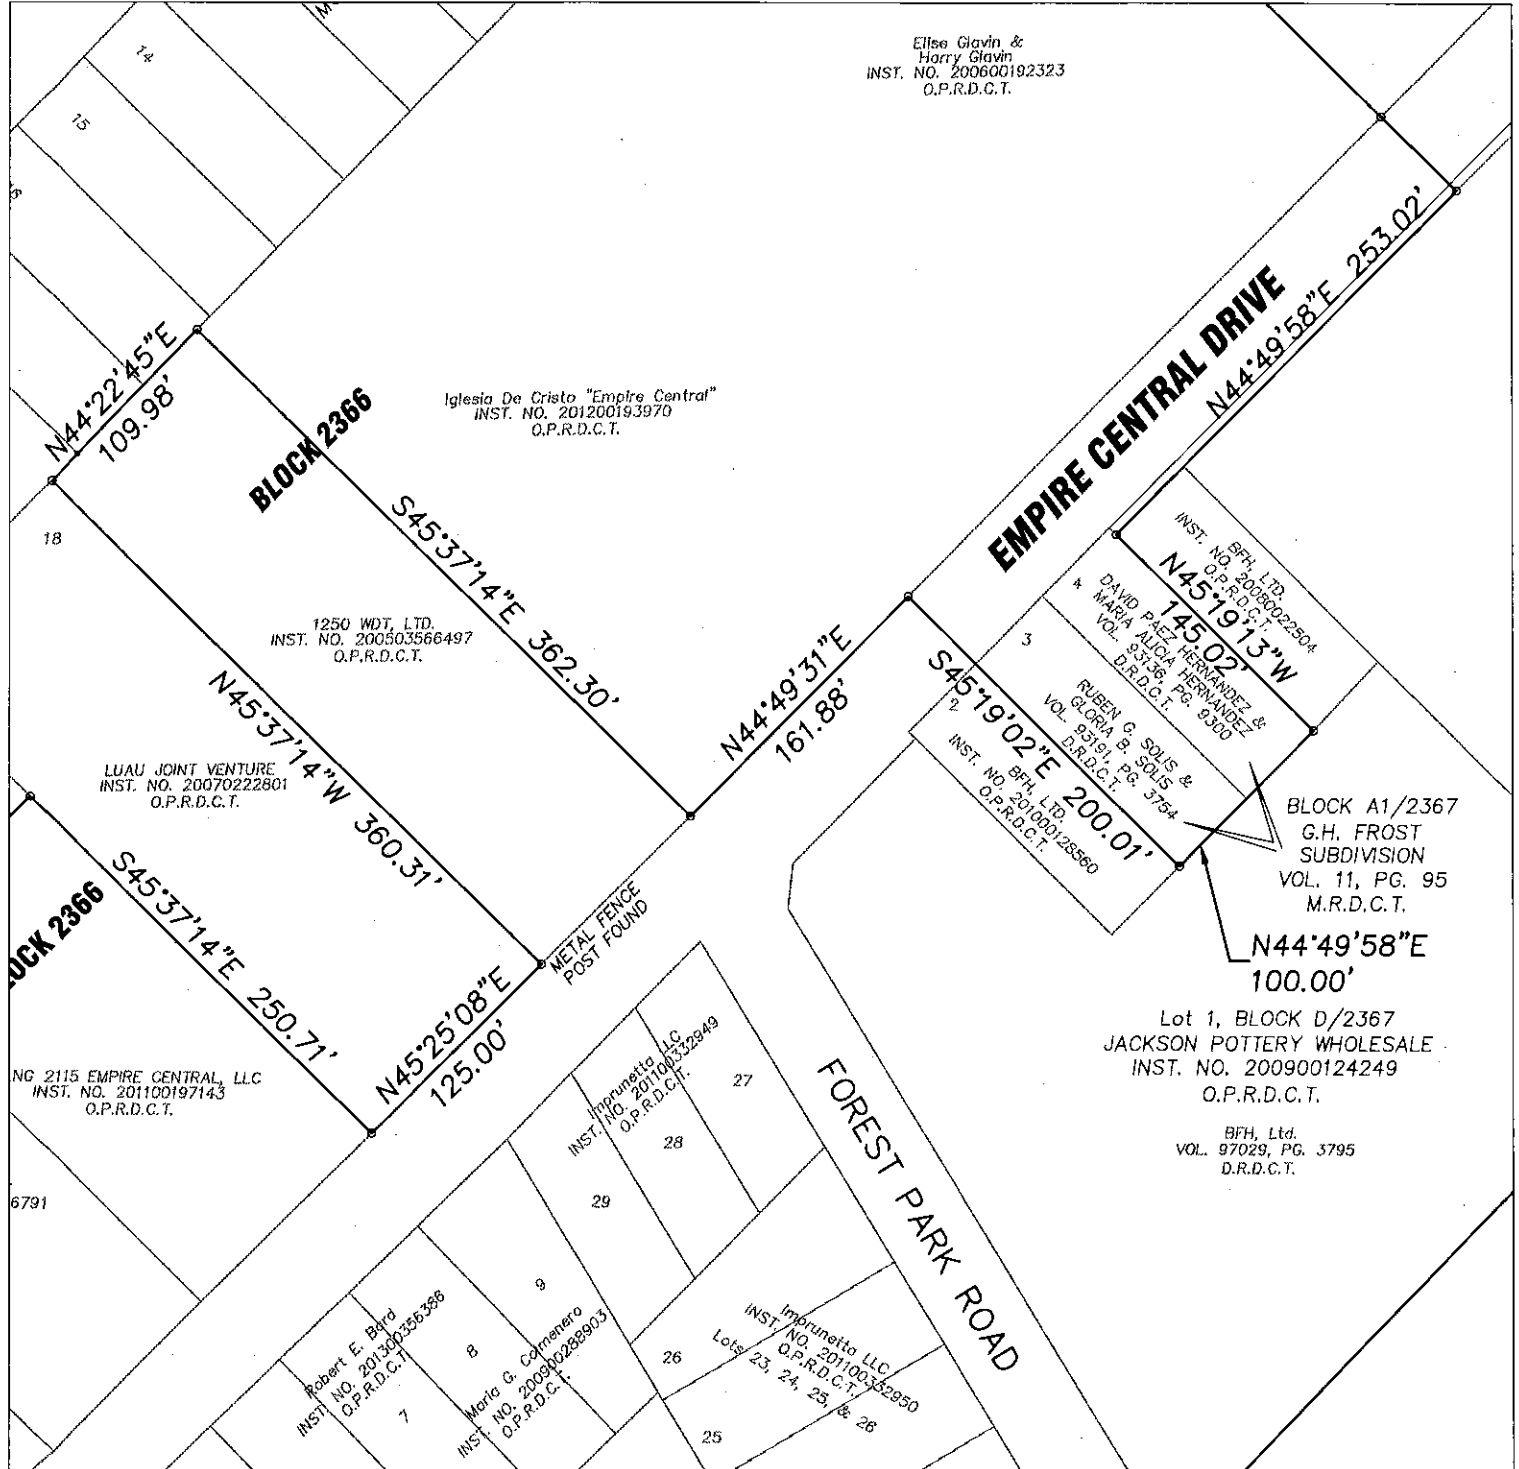 Elise Glavin &
Harry Glavin
INST. NO. 200600192323
O.P.R.D.C.T.
14
15
N44°22'45"E
109.98'
BLOCK 2366
Iglesia De Cristo "Empire Central"
INST. NO. 201200193970
O.P.R.D.C.T.
EMPIRE CENTRAL DRIVE
N44°49'58"E 253.02'
18
S45°37'14"E 362.30'
1250 WDT, LTD.
INST. NO. 200503566497
O.P.R.D.C.T.
N45°37'14"W 360.31'
N44°49'31"E
161.88'
BFH, LTD.
INST. NO. 20080022504
O.P.R.D.C.T.
N45°19'13"W
145.02'
4
DAVID PAEZ HERNANDEZ &
MARIA ALICIA HERNANDEZ
VOL. 93136, PG. 9300
D.R.D.C.T.
3
RUBEN G. SOLIS &
GLORIA B. SOLIS
VOL. 93191, PG. 3754
D.R.D.C.T.
S45°19'02"E 200.01'
2
BFH, LTD.
INST. NO. 201000128560
O.P.R.D.C.T.
LUAU JOINT VENTURE
INST. NO. 20070222801
O.P.R.D.C.T.
BLOCK A1/2367
G.H. FROST
SUBDIVISION
VOL. 11, PG. 95
M.R.D.C.T.
N44°49'58"E
100.00'
S45°37'14"E 250.71'
OCK 2366
METAL FENCE
POST FOUND
N45°25'08"E
125.00'
Lot 1, BLOCK D/2367
JACKSON POTTERY WHOLESALE
INST. NO. 200900124249
O.P.R.D.C.T.
BFH, Ltd.
VOL. 97029, PG. 3795
D.R.D.C.T.
NG 2115 EMPIRE CENTRAL, LLC
INST. NO. 201100197143
O.P.R.D.C.T.
6791
Imprunetta LLC
INST. NO. 201100332949
O.P.R.D.C.T.
27
28
29
FOREST PARK ROAD
Robert E. Bard
INST. NO. 201300356386
O.P.R.D.C.T.
7
8
9
Maria G. Colmenero
INST. NO. 200900288903
O.P.R.D.C.T.
26
25
Imprunetta LLC
INST. NO. 201100332950
O.P.R.D.C.T.
Lots 23, 24, 25, & 26